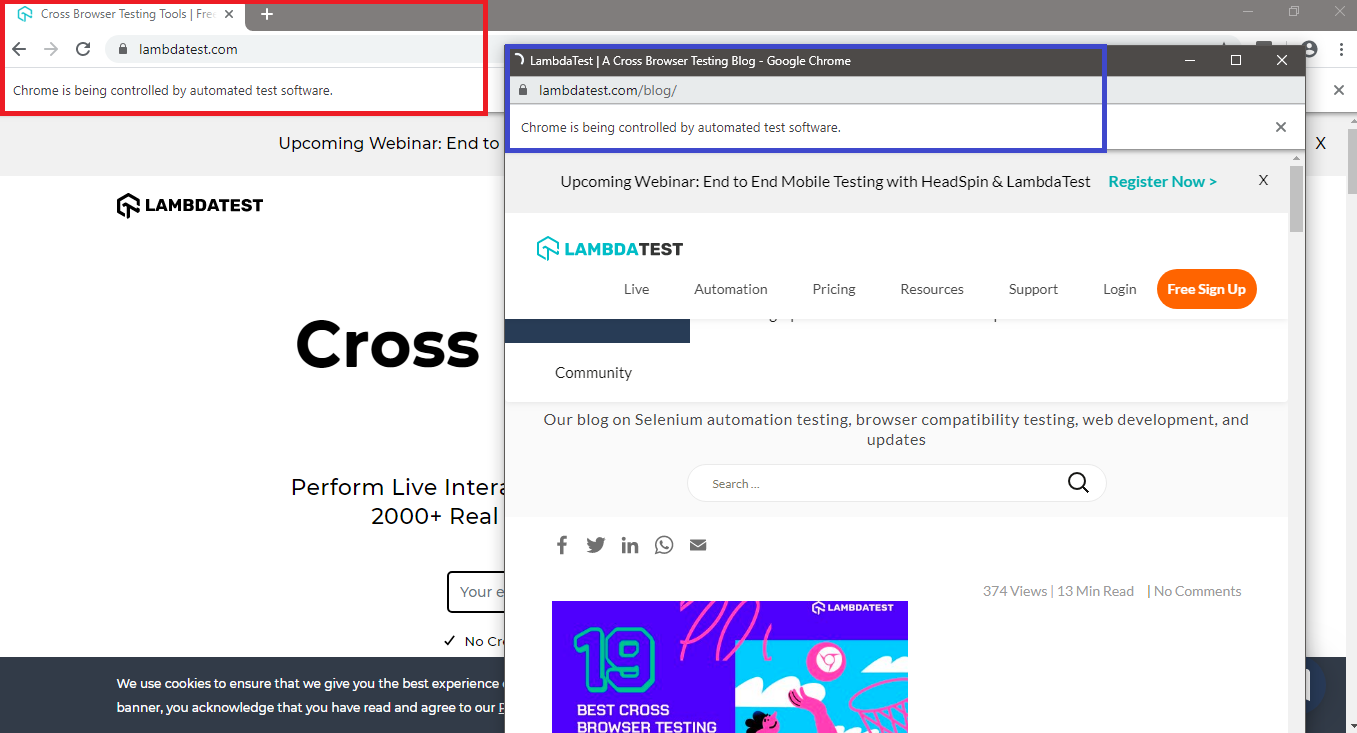 Cross Browser Testing Tools | Fre
lambdatest.com
Chrome is being controlled by automated test software.
Upcoming Webinar: End to
X
LAMBDATEST
Cross
Perform Live Intera
2000+ Real
Your e
No Cr
We use cookies to ensure that we give you the best experience
banner, you acknowledge that you have read and agree to our
LambdaTest | A Cross Browser Testing Blog - Google Chrome
lambdatest.com/blog/
Chrome is being controlled by automated test software.
Upcoming Webinar: End to End Mobile Testing with HeadSpin & LambdaTest Register Now > X
LAMBDATEST
Live Automation Pricing Resources Support Login Free Sign Up
Community
Our blog on Selenium automation testing, browser compatibility testing, web development, and
updates
Search ...
374 Views | 13 Min Read | No Comments
LAMBDATEST
19
BEST CROSS
BROWSER TESTING